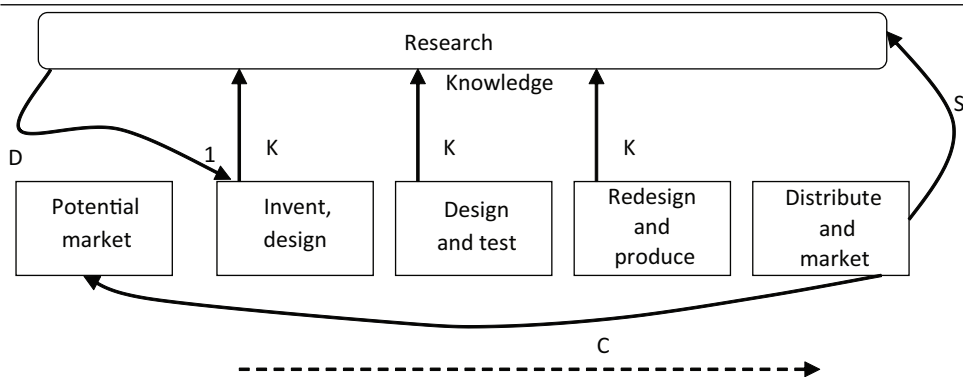 Research
Knowledge
S
D
1
K
K
K
Potential
market
Invent,
design
Design
and test
Redesign
and
produce
Distribute
and
market
C